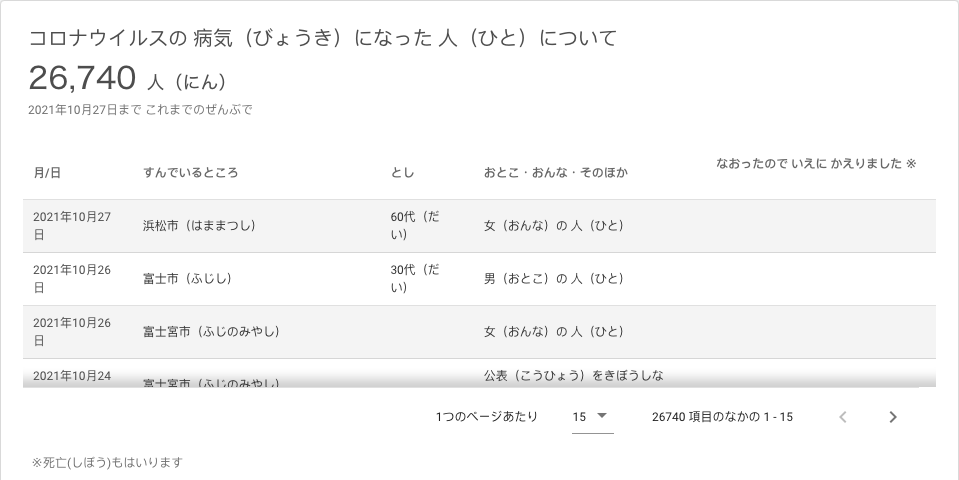 コロナウイルスの 病気（びょうき）になった 人（ひと）について
26,740 人（にん）
2021年10月27日まで これまでのぜんぶで
月/日 すんでいるところ とし おとこ・おんな・そのほか なおったので いえに かえりました ※
2021年10月27日 浜松市（はままつし） 60代（だい） 女（おんな）の 人（ひと）
2021年10月26日 富士市（ふじし） 30代（だい） 男（おとこ）の 人（ひと）
2021年10月26日 富士宮市（ふじのみやし） 女（おんな）の 人（ひと）
2021年10月24 富士宮市（ふじのみやし） 公表（こうひょう）をきぼうしな
1つのページあたり 15 26740 項目のなかの 1 - 15
※死亡(しぼう)もはいります